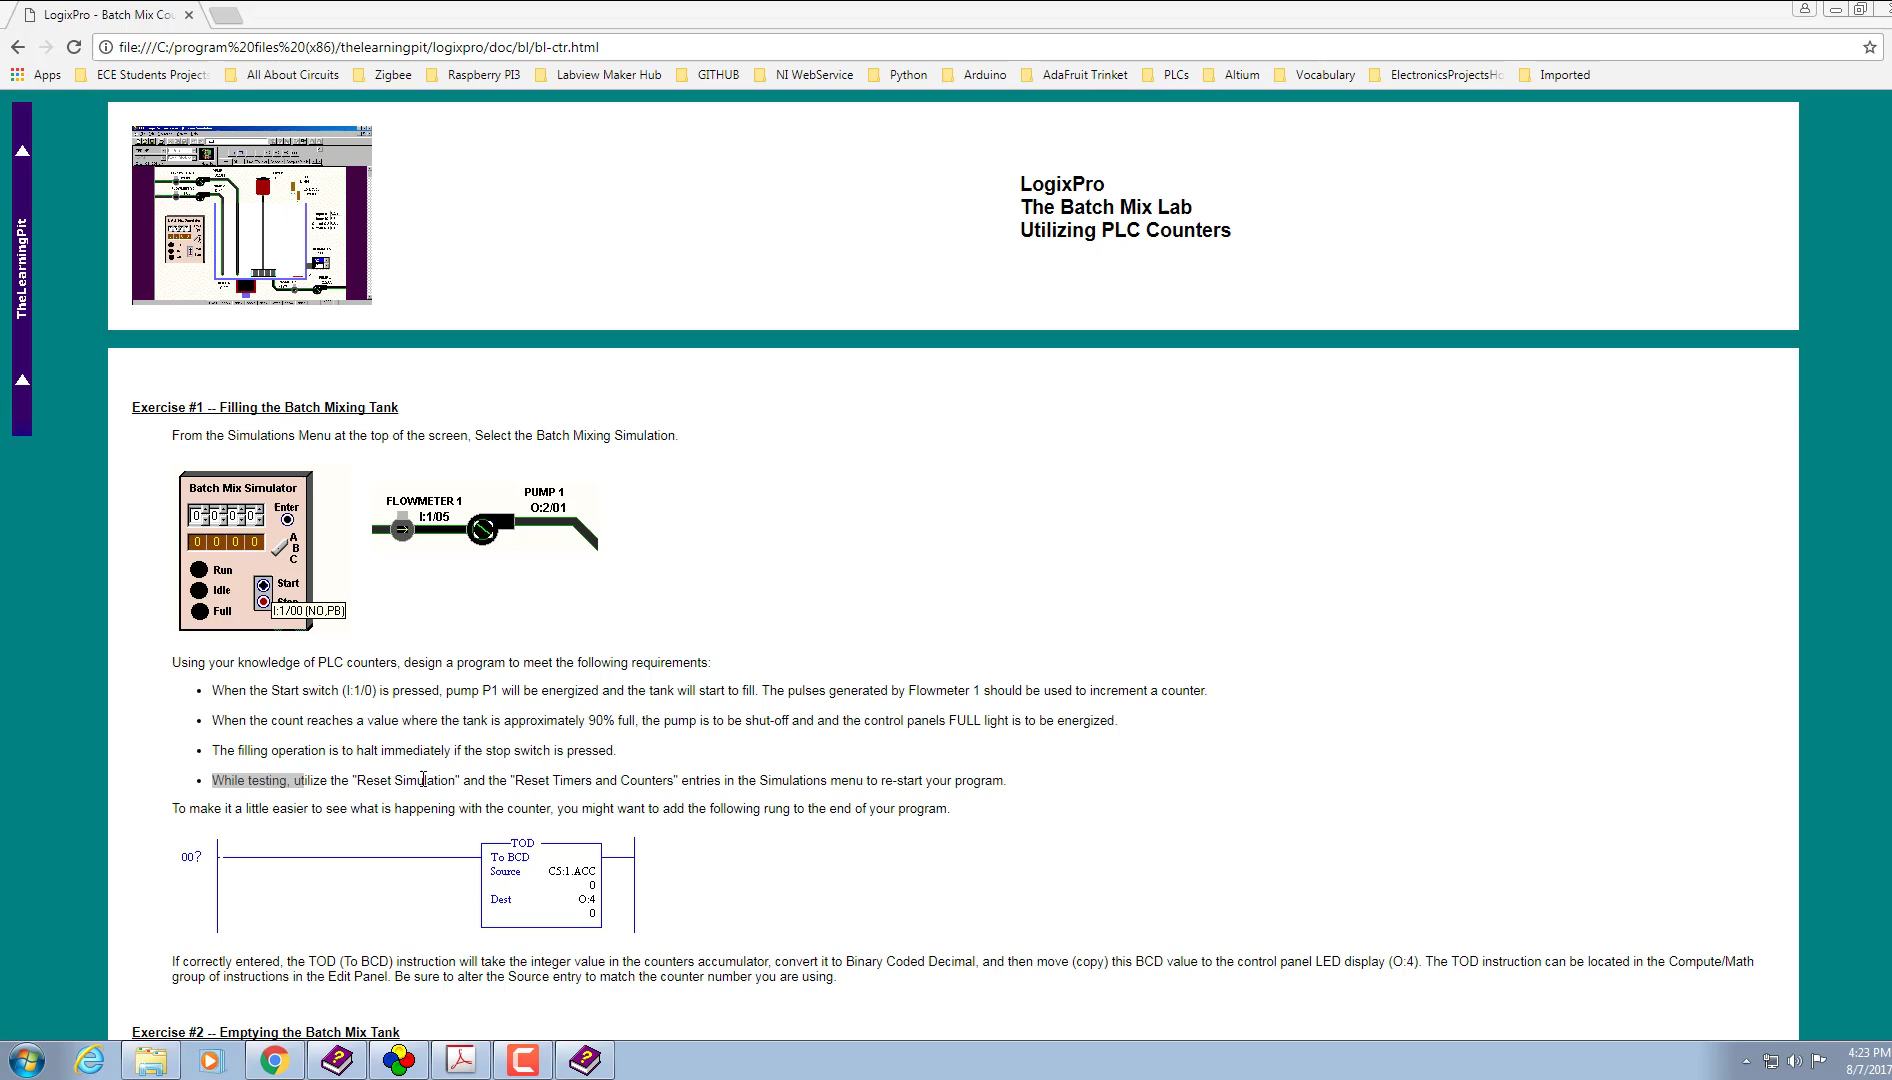 LogixPro - Batch Mix Cou
file:///C:/program%20files%20(x86)/thelearningpit/logixpro/doc/bl/bl-ctr.html
Apps ECE Students Projects All About Circuits Zigbee Raspberry PI3 Labview Maker Hub GITHUB NI WebService Python Arduino AdaFruit Trinket PLCs Altium Vocabulary ElectronicsProjectsHo Imported
TheLearningPit
LogixPro
The Batch Mix Lab
Utilizing PLC Counters
Exercise #1 -- Filling the Batch Mixing Tank
From the Simulations Menu at the top of the screen, Select the Batch Mixing Simulation.
Batch Mix Simulator
0 0 0 0
Enter
0 0 0 0
A
B
C
Run
Idle
Full
Start
I:1/00 (NO,PB)
FLOWMETER 1
I:1/05
PUMP 1
O:2/01
Using your knowledge of PLC counters, design a program to meet the following requirements:
• When the Start switch (I:1/0) is pressed, pump P1 will be energized and the tank will start to fill. The pulses generated by Flowmeter 1 should be used to increment a counter.
• When the count reaches a value where the tank is approximately 90% full, the pump is to be shut-off and and the control panels FULL light is to be energized.
• The filling operation is to halt immediately if the stop switch is pressed.
• While testing, utilize the "Reset Simulation" and the "Reset Timers and Counters" entries in the Simulations menu to re-start your program.
To make it a little easier to see what is happening with the counter, you might want to add the following rung to the end of your program.
00?
TOD
To BCD
Source C5:1.ACC
0
Dest O:4
0
If correctly entered, the TOD (To BCD) instruction will take the integer value in the counters accumulator, convert it to Binary Coded Decimal, and then move (copy) this BCD value to the control panel LED display (O:4). The TOD instruction can be located in the Compute/Math
group of instructions in the Edit Panel. Be sure to alter the Source entry to match the counter number you are using.
Exercise #2 -- Emptying the Batch Mix Tank
4:23 PM
8/7/2017